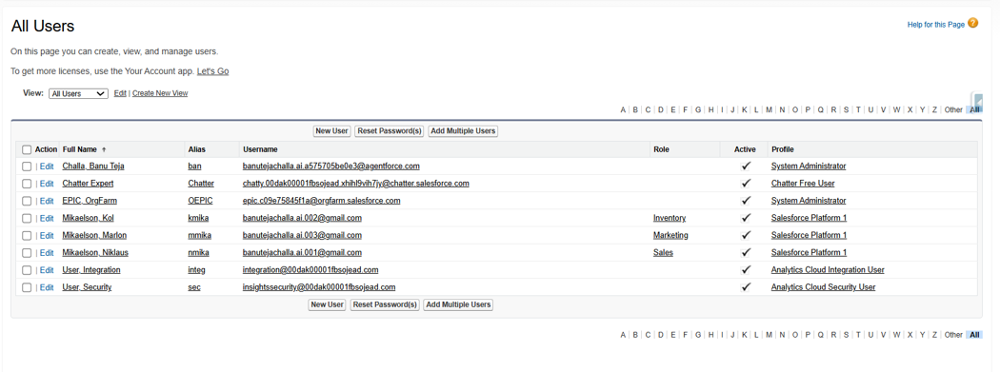 All Users
Help for this Page ?
On this page you can create, view, and manage users.
To get more licenses, use the Your Account app. Let's Go
View: All Users Edit | Create New View
A | B | C | D | E | F | G | H | I | J | K | L | M | N | O | P | Q | R | S | T | U | V | W | X | Y | Z | Other All
New User Reset Password(s) Add Multiple Users
Action Full Name ↑ Alias Username Role Active Profile
| Edit Challa, Banu Teja ban banutejachalla.ai.a575705be0e3@agentforce.com ✓ System Administrator
| Edit Chatter Expert Chatter chatty.00dak00001fbsojead.xhihl9vih7jy@chatter.salesforce.com ✓ Chatter Free User
| Edit EPIC, OrgFarm OEPIC epic.c09e75845f1a@orgfarm.salesforce.com ✓ System Administrator
| Edit Mikaelson, Kol kmika banutejachalla.ai.002@gmail.com Inventory ✓ Salesforce Platform 1
| Edit Mikaelson, Marlon mmika banutejachalla.ai.003@gmail.com Marketing ✓ Salesforce Platform 1
| Edit Mikaelson, Niklaus nmika banutejachalla.ai.001@gmail.com Sales ✓ Salesforce Platform 1
| Edit User, Integration integ integration@00dak00001fbsojead.com ✓ Analytics Cloud Integration User
| Edit User, Security sec insightssecurity@00dak00001fbsojead.com ✓ Analytics Cloud Security User
New User Reset Password(s) Add Multiple Users
A | B | C | D | E | F | G | H | I | J | K | L | M | N | O | P | Q | R | S | T | U | V | W | X | Y | Z | Other All